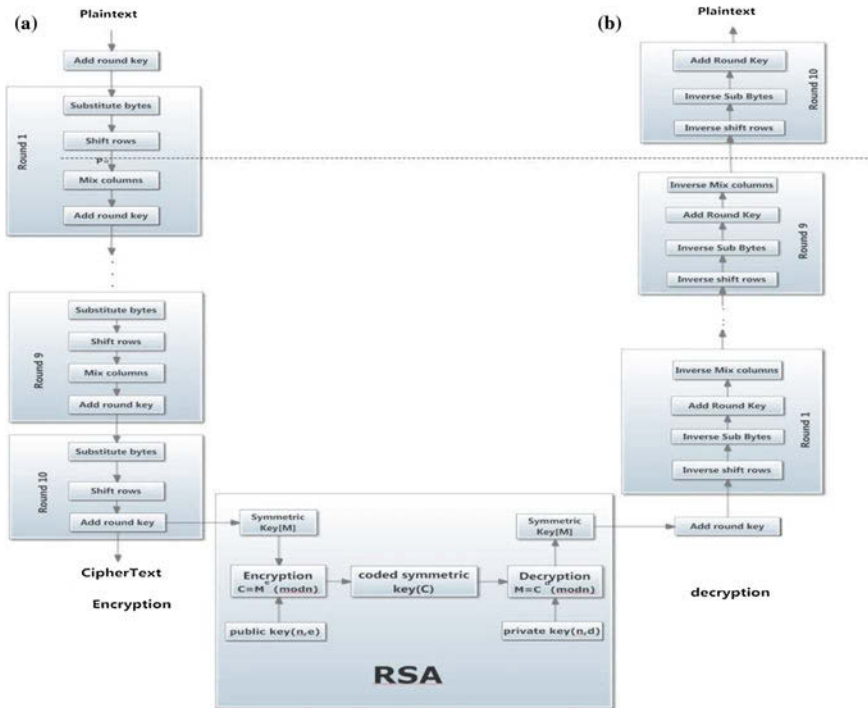 (a)
Plaintext
Add round key
Round 1
Substitute bytes
Shift rows
P=
Mix columns
Add round key
Round 9
Substitute bytes
Shift rows
Mix columns
Add round key
Round 10
Substitute bytes
Shift rows
Add round key
CipherText
Encryption
Symmetric
Key[M]
Encryption
C=M^e (modn)
public key(n,e)
coded symmetric
key(C)
Symmetric
Key[M]
Decryption
M=C^d (modn)
private key(n,d)
RSA
(b)
Plaintext
Round 10
Add Round Key
Inverse Sub Bytes
Inverse shift rows
Round 9
Inverse Mix columns
Add Round Key
Inverse Sub Bytes
Inverse shift rows
Round 1
Inverse Mix columns
Add Round Key
Inverse Sub Bytes
Inverse shift rows
Add round key
decryption